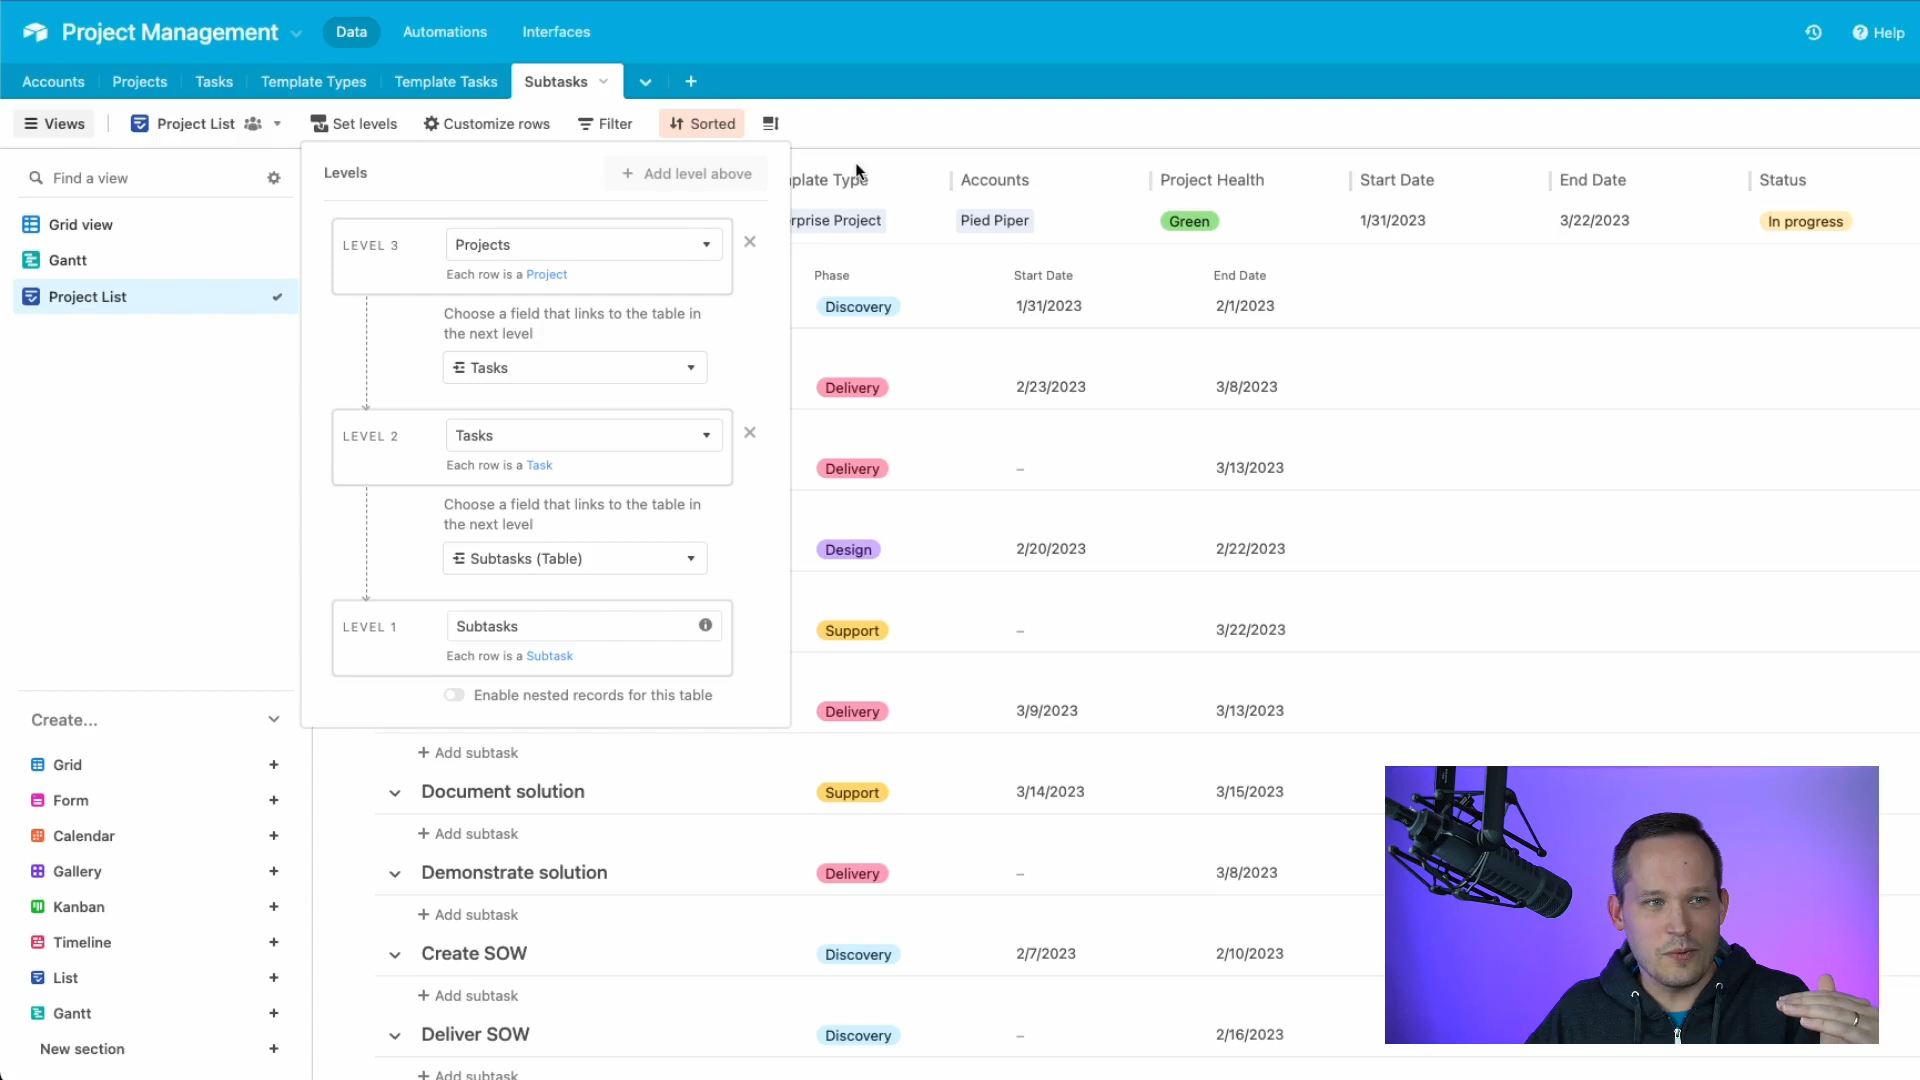 Project Management
Data
Automations
Interfaces
Help
Accounts
Projects
Tasks
Template Types
Template Tasks
Subtasks
Views
Project List
Set levels
Customize rows
Filter
Sorted
Find a view
Grid view
Gantt
Project List
Levels
+ Add level above
LEVEL 3
Projects
Each row is a Project
Choose a field that links to the table in
the next level
Tasks
LEVEL 2
Tasks
Each row is a Task
Choose a field that links to the table in
the next level
Subtasks (Table)
LEVEL 1
Subtasks
Each row is a Subtask
Enable nested records for this table
plate Type
Accounts
Project Health
Start Date
End Date
Status
rprise Project
Pied Piper
Green
1/31/2023
3/22/2023
In progress
Phase
Start Date
End Date
Discovery
1/31/2023
2/1/2023
Delivery
2/23/2023
3/8/2023
Delivery
–
3/13/2023
Design
2/20/2023
2/22/2023
Support
–
3/22/2023
Delivery
3/9/2023
3/13/2023
+ Add subtask
Document solution
Support
3/14/2023
3/15/2023
+ Add subtask
Demonstrate solution
Delivery
–
3/8/2023
+ Add subtask
Create SOW
Discovery
2/7/2023
2/10/2023
+ Add subtask
Deliver SOW
Discovery
–
2/16/2023
+ Add subtask
Create...
Grid +
Form +
Calendar +
Gallery +
Kanban +
Timeline +
List +
Gantt +
New section +